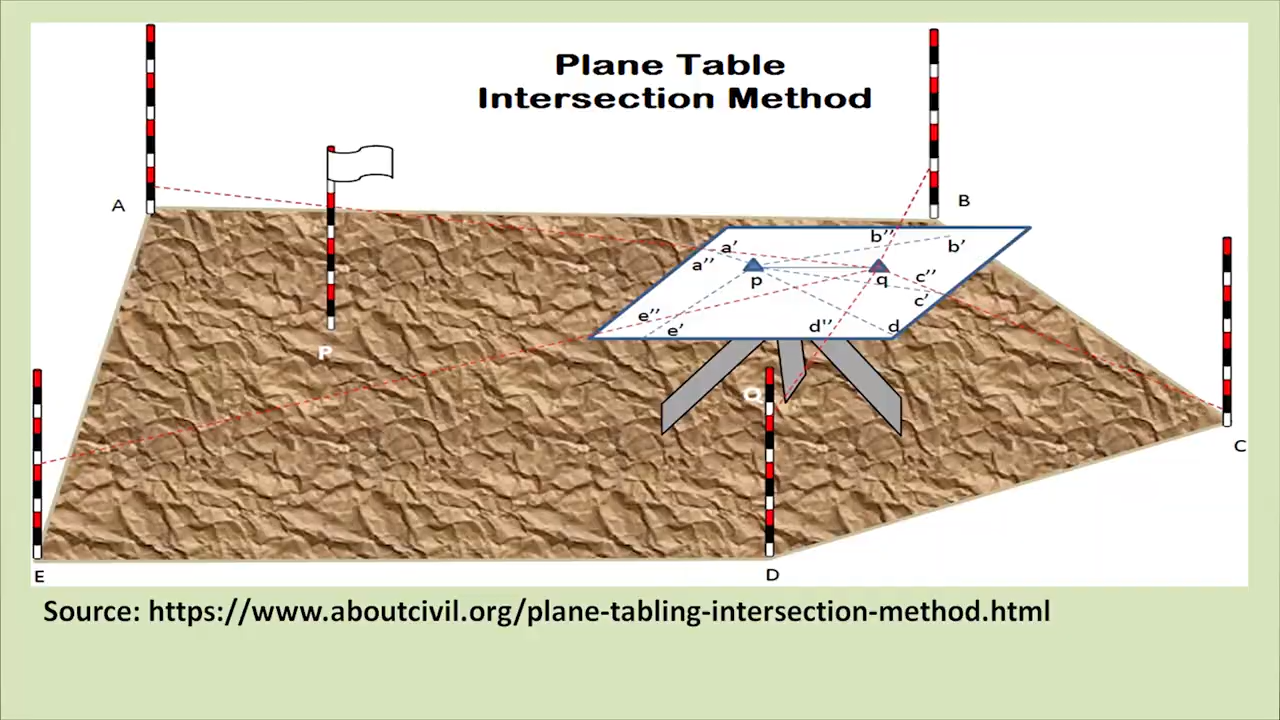 Plane Table
Intersection Method
A
B
b’’
a’
b’
a’’
p
q
c’’
c’
e’’
e’
d’’
d
P
Q
C
E
D
Source: https://www.aboutcivil.org/plane-tabling-intersection-method.html